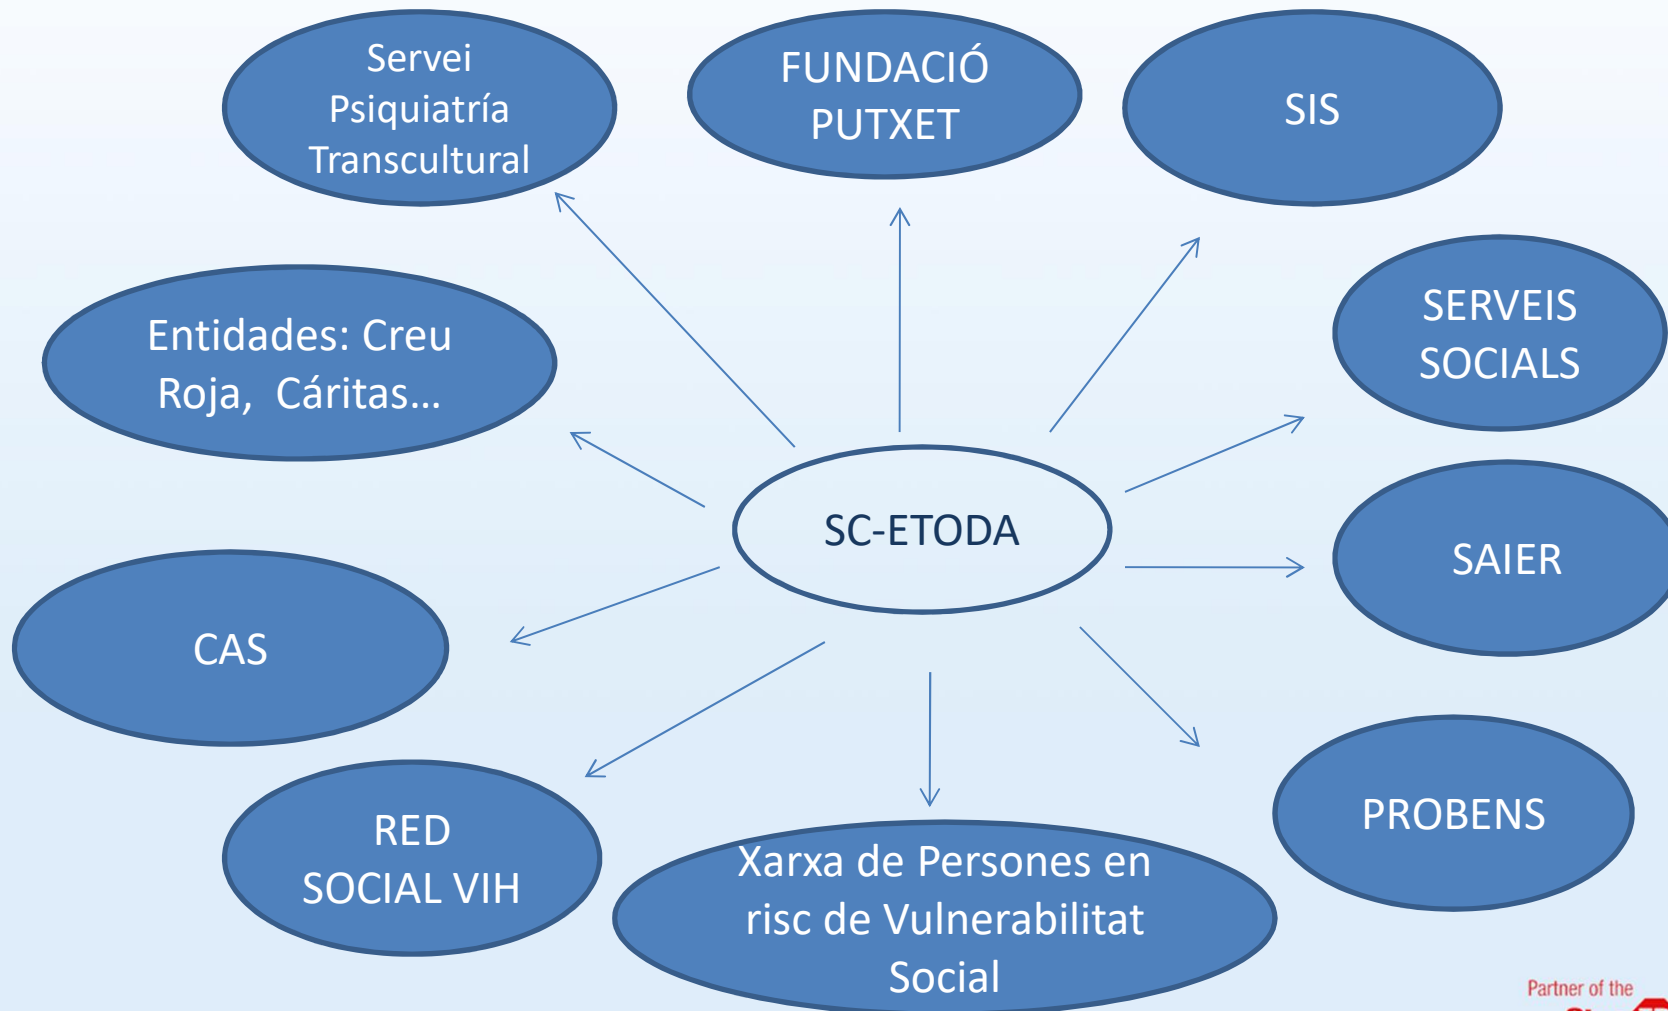 Servei
Psiquiatría
Transcultural
FUNDACIÓ
PUTXET
SIS
Entidades: Creu
Roja, Cáritas...
SERVEIS
SOCIALS
SC-ETODA
SAIER
CAS
PROBENS
RED
SOCIAL VIH
Xarxa de Persones en
risc de Vulnerabilitat
Social
Partner of the